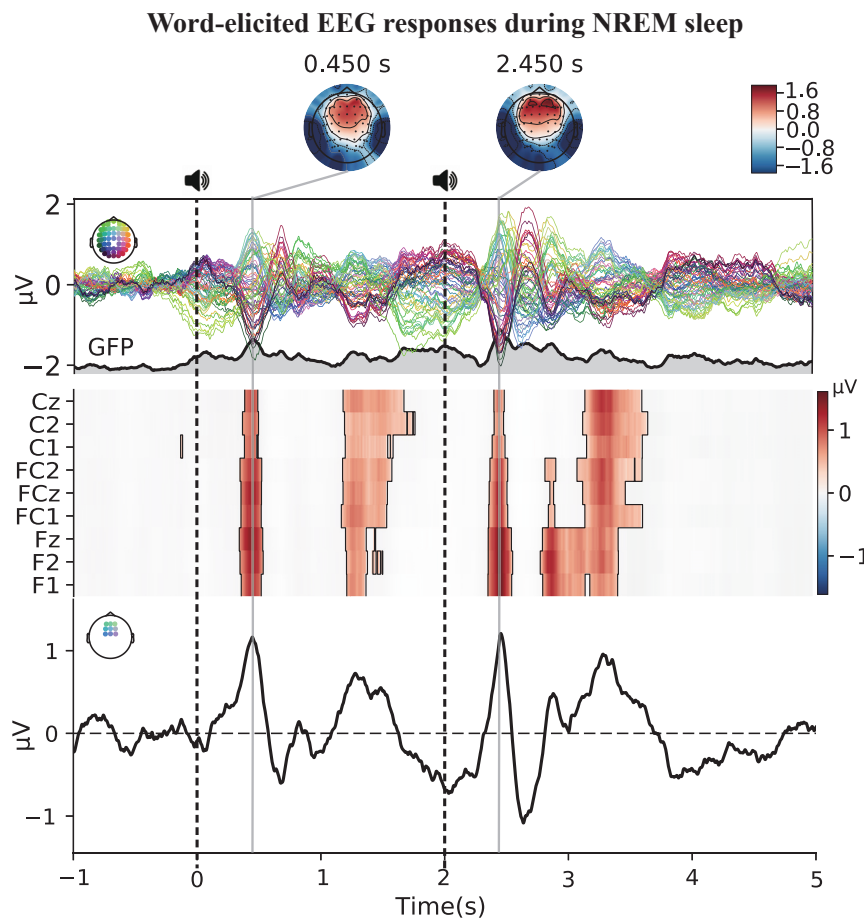 Word-elicited EEG responses during NREM sleep
0.450 s
2.450 s
1.6
0.8
0.0
−0.8
−1.6
2
0
−2
μV
GFP
Cz
C2
C1
FC2
FCz
FC1
Fz
F2
F1
μV
1
0
−1
1
0
−1
μV
−1
0
1
2
3
4
5
Time(s)